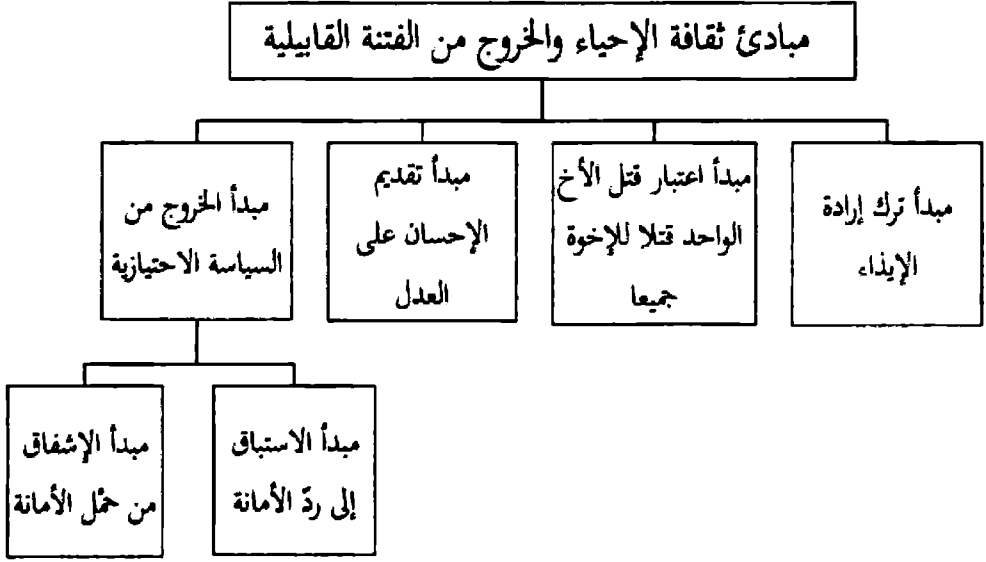 مبادئ ثقافة الإحياء والخروج من الفتنة القابيلية
مبدأ ترك إرادة
الإيذاء
مبدأ اعتبار قتل الأخ
الواحد قتلا للإخوة
جميعا
مبدأ تقديم
الإحسان على
العدل
مبدأ الخروج من
السياسة الاحتيازية
مبدأ الاستباق
إلى ردّ الأمانة
مبدأ الإشفاق
من حمْل الأمانة